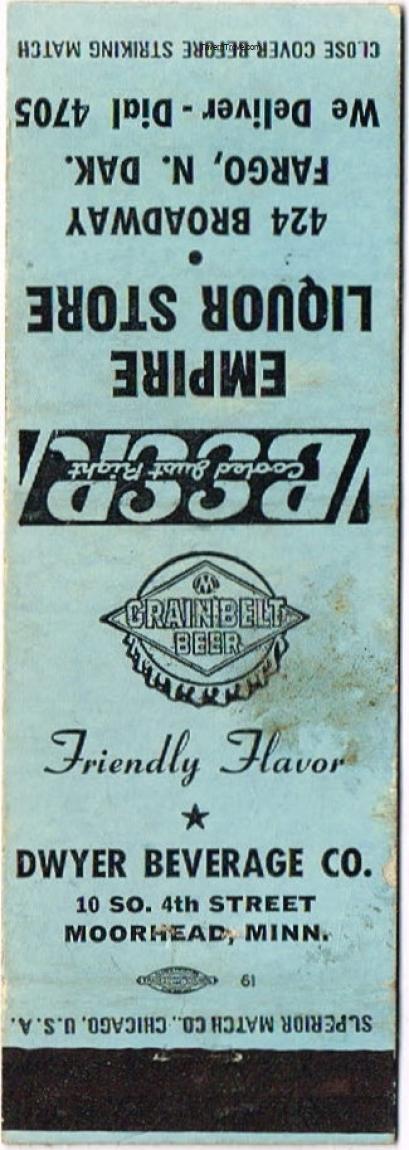 CLOSE COVER BEFORE STRIKING MATCH
We Deliver - Dial 4705
FARGO, N. DAK.
424 BROADWAY
•
LIQUOR STORE
EMPIRE
BEER
Cooled Just Right
M
GRAIN BELT
BEER
Friendly Flavor
★
DWYER BEVERAGE CO.
10 SO. 4th STREET
MOORHEAD, MINN.
61
SUPERIOR MATCH CO., CHICAGO, U.S.A.